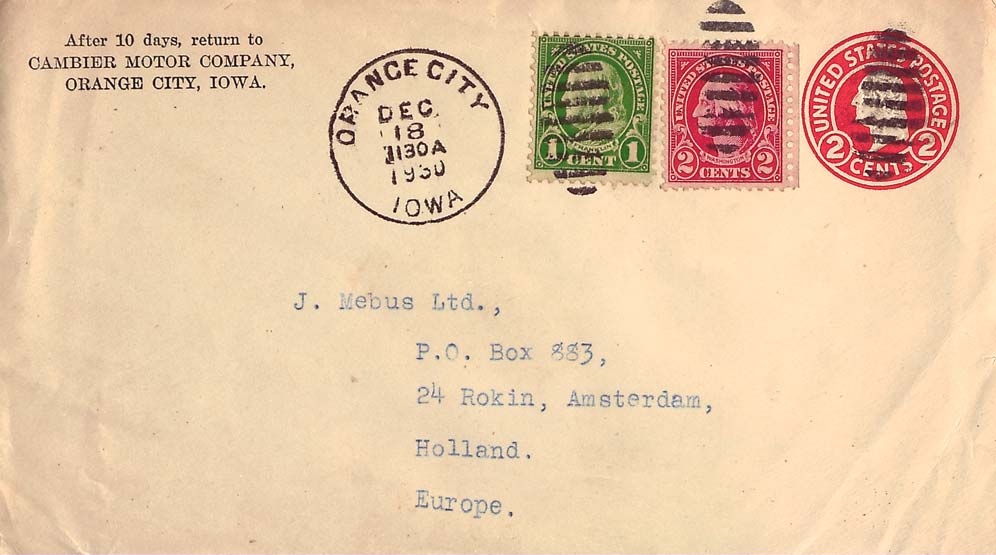 After 10 days, return to
CAMBIER MOTOR COMPANY,
ORANGE CITY, IOWA.
ORANGE CITY
DEC
18
1130A
1930
IOWA
UNITED STATES POSTAGE
FRANKLIN
1 CENT 1
UNITED STATES POSTAGE
WASHINGTON
2 CENTS 2
UNITED STATES POSTAGE
2 CENTS 2
J. Mebus Ltd.,
P.O. Box 883,
24 Rokin, Amsterdam,
Holland.
Europe.